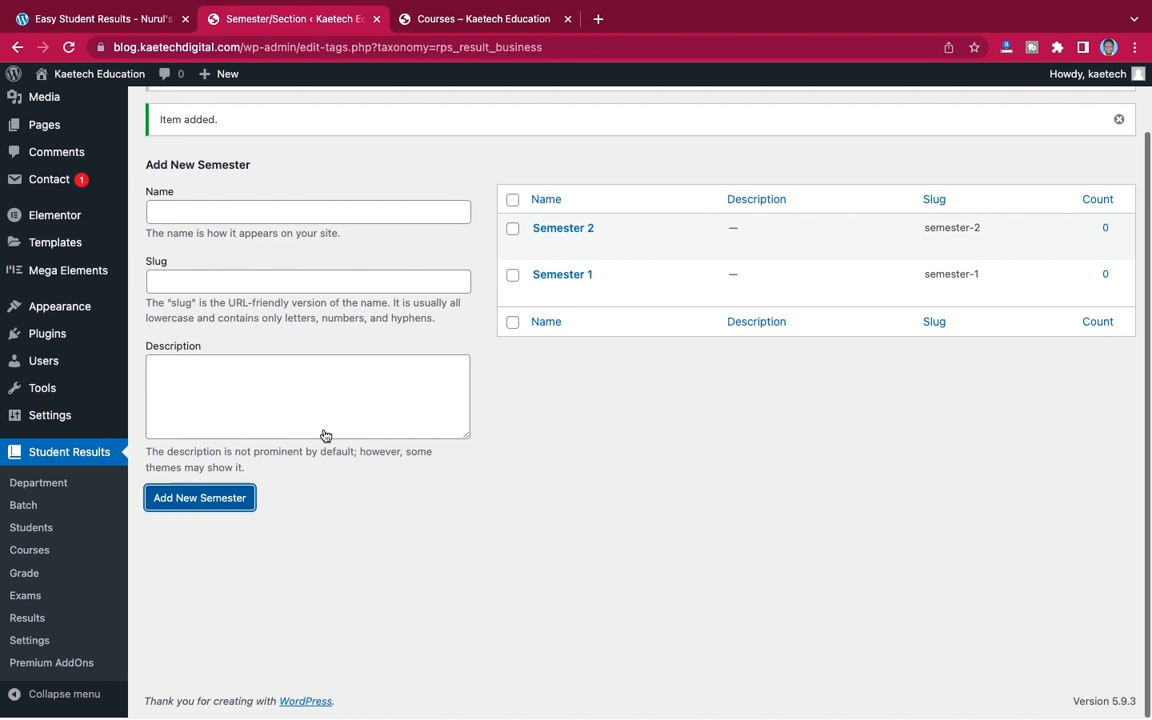 Easy Student Results - Nurul's
Semester/Section ‹ Kaetech E
Courses – Kaetech Education
blog.kaetechdigital.com/wp-admin/edit-tags.php?taxonomy=rps_result_business
Kaetech Education 0 New
Howdy, kaetech
Media
Pages
Comments
Contact 1
Elementor
Templates
Mega Elements
Appearance
Plugins
Users
Tools
Settings
Student Results
Department
Batch
Students
Courses
Grade
Exams
Results
Settings
Premium AddOns
Collapse menu
Item added.
Add New Semester
Name
The name is how it appears on your site.
Slug
The “slug” is the URL-friendly version of the name. It is usually all
lowercase and contains only letters, numbers, and hyphens.
Description
The description is not prominent by default; however, some
themes may show it.
Add New Semester
Name Description Slug Count
Semester 2 — semester-2 0
Semester 1 — semester-1 0
Name Description Slug Count
Thank you for creating with WordPress.
Version 5.9.3